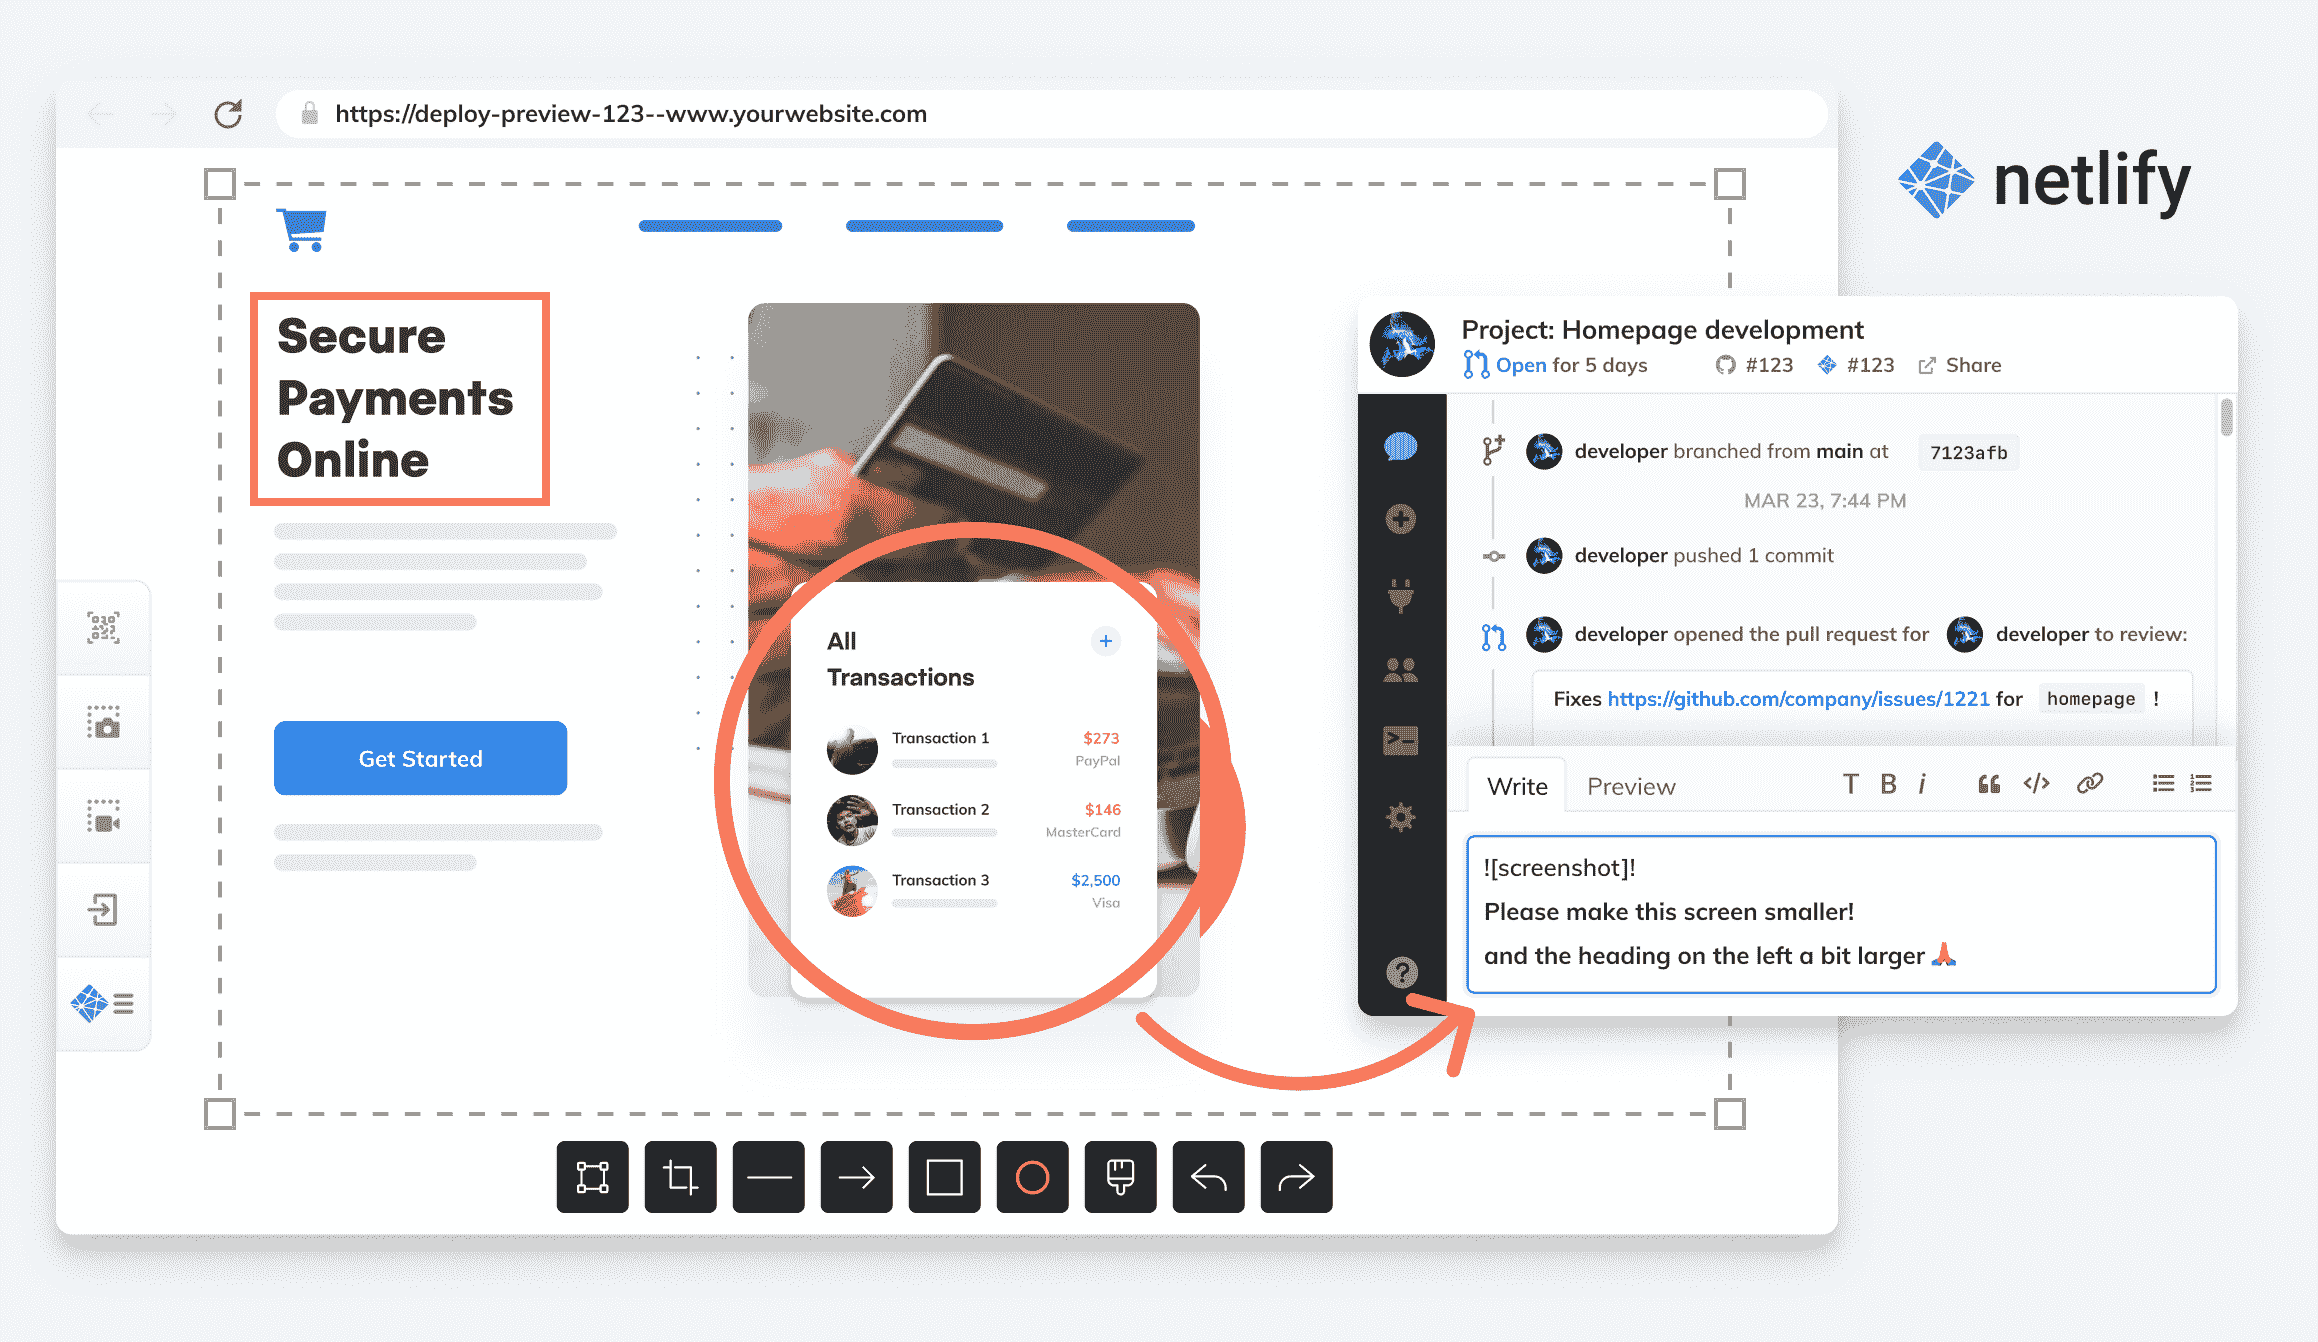 https://deploy-preview-123--www.yourwebsite.com
netlify
Secure
Payments
Online
Get Started
All
Transactions
+
Transaction 1
$273
PayPal
Transaction 2
$146
MasterCard
Transaction 3
$2,500
Visa
Project: Homepage development
Open for 5 days #123 #123 Share
developer branched from main at 7123afb
MAR 23, 7:44 PM
developer pushed 1 commit
developer opened the pull request for developer to review:
Fixes https://github.com/company/issues/1221 for homepage !
Write Preview T B i
![screenshot]!
Please make this screen smaller!
and the heading on the left a bit larger 🙏